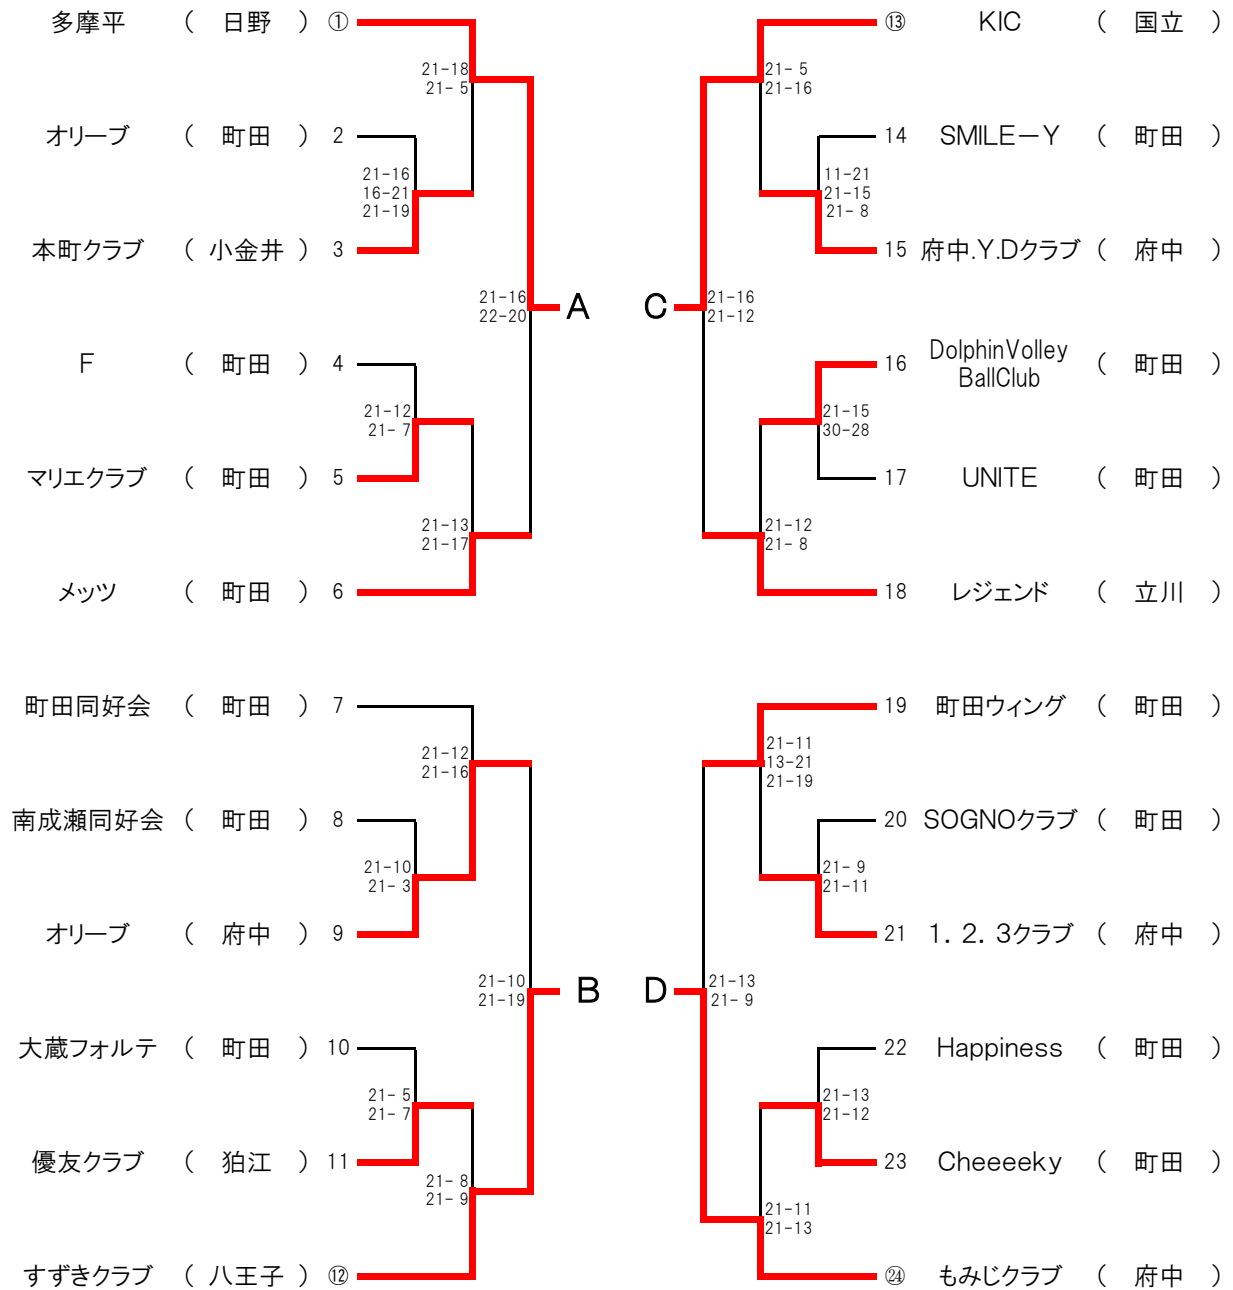 多摩平 （ 日野 ） ①
21-18
21- 5
オリーブ （ 町田 ） 2
21-16
16-21
21-19
本町クラブ （ 小金井 ） 3
21-16
22-20
A
F （ 町田 ） 4
21-12
21- 7
マリエクラブ （ 町田 ） 5
21-13
21-17
メッツ （ 町田 ） 6
町田同好会 （ 町田 ） 7
21-12
21-16
南成瀬同好会 （ 町田 ） 8
21-10
21- 3
オリーブ （ 府中 ） 9
21-10
21-19
B
大蔵フォルテ （ 町田 ） 10
21- 5
21- 7
優友クラブ （ 狛江 ） 11
21- 8
21- 9
すずきクラブ （ 八王子 ） ⑫
⑬ KIC （ 国立 ）
21- 5
21-16
14 SMILE－Y （ 町田 ）
11-21
21-15
21- 8
15 府中.Y.Dクラブ （ 府中 ）
C
21-16
21-12
16 DolphinVolley
BallClub （ 町田 ）
21-15
30-28
17 UNITE （ 町田 ）
21-12
21- 8
18 レジェンド （ 立川 ）
19 町田ウィング （ 町田 ）
21-11
13-21
21-19
20 SOGNOクラブ （ 町田 ）
21- 9
21-11
21 1．2．3クラブ （ 府中 ）
D
21-13
21- 9
22 Happiness （ 町田 ）
21-13
21-12
23 Cheeeeky （ 町田 ）
21-11
21-13
㉔ もみじクラブ （ 府中 ）